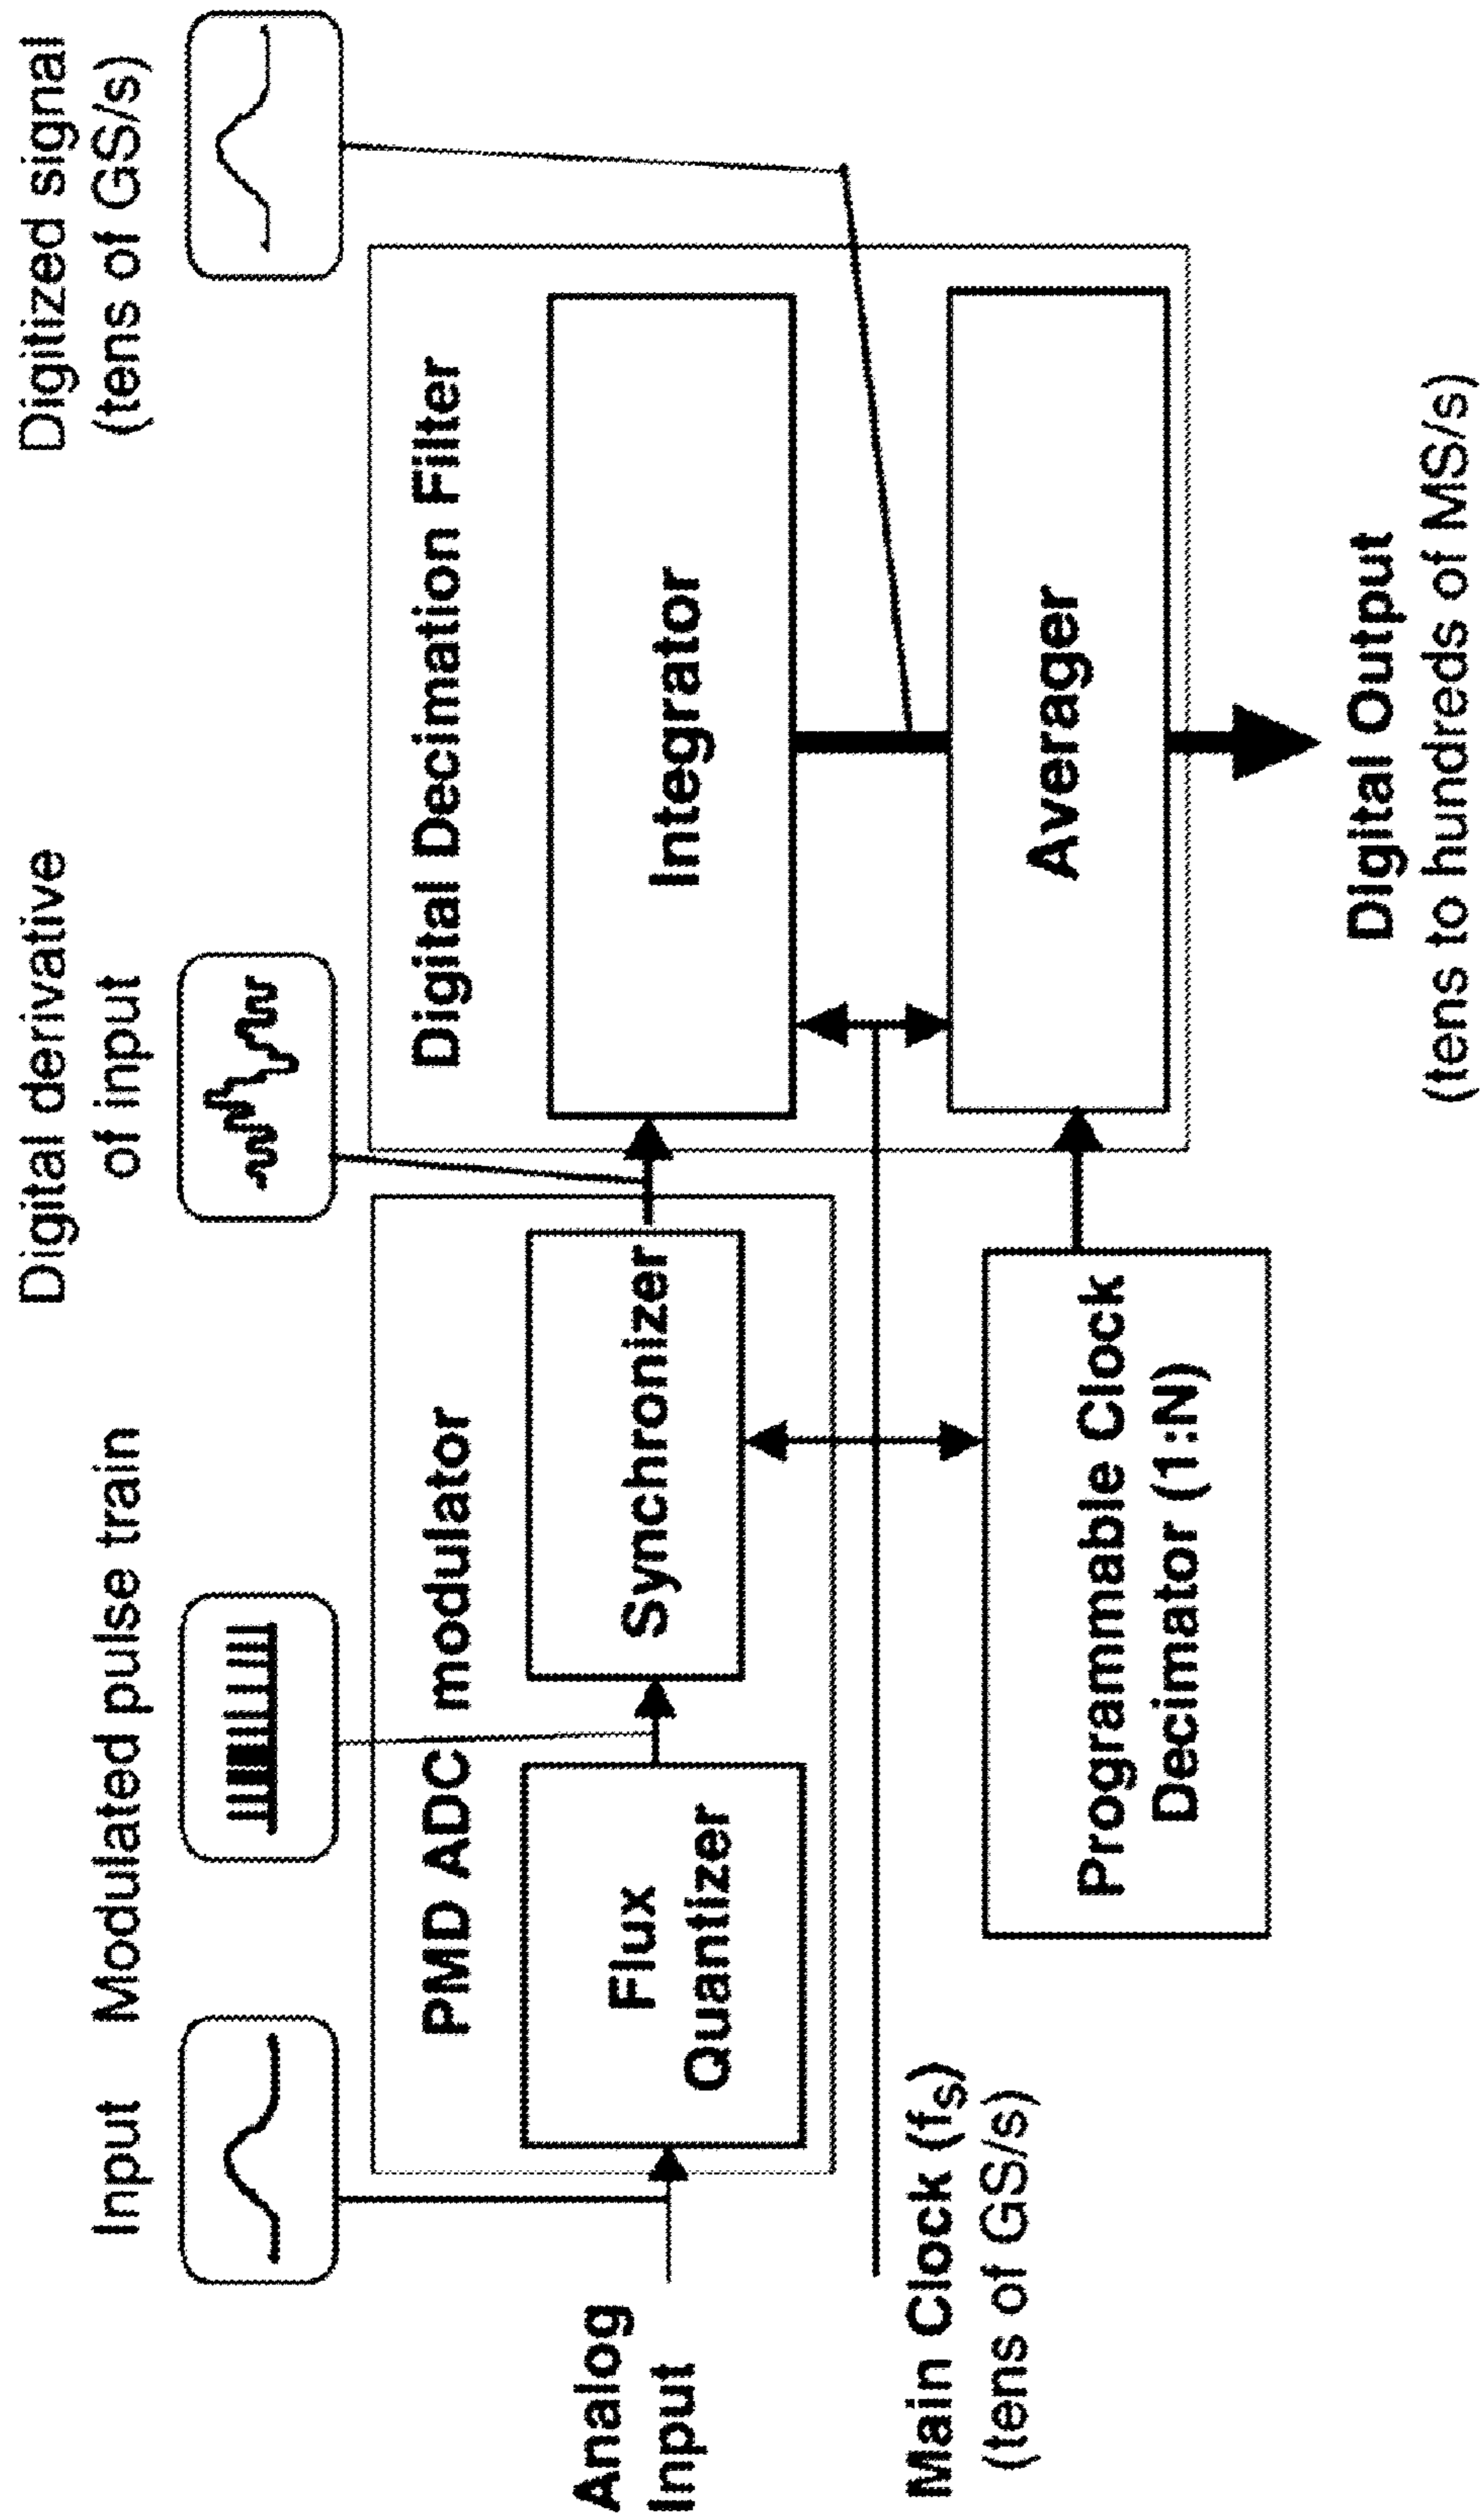 Input
Modulated pulse train
Digital derivative
of input
Digitized signal
(tens of GS/s)
PMD ADC modulator
Digital Decimation Filter
Analog
Input
Flux
Quantizer
Synchronizer
Integrator
Main Clock (fs)
(tens of GS/s)
Programmable Clock
Decimator (1:N)
Averager
Digital Output
(tens to hundreds of MS/s)